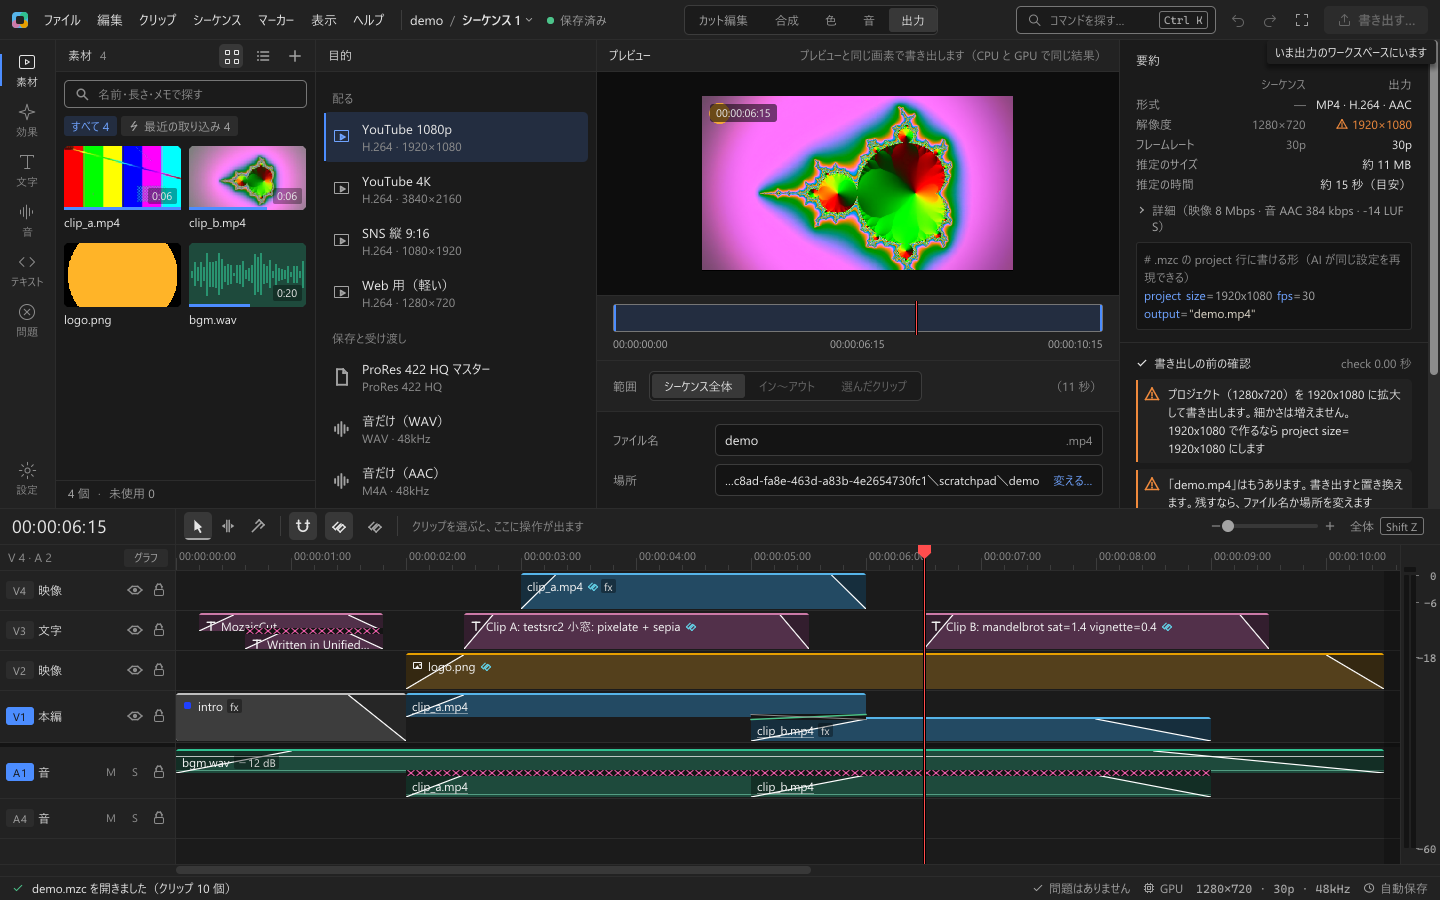 ファイル 編集 クリップ シーケンス マーカー 表示 ヘルプ demo / シーケンス 1 保存済み カット編集 合成 色 音 出力 コマンドを探す... Ctrl K 書き出す...
いま出力のワークスペースにいます
素材 4
素材
効果
文字
音
テキスト
問題
設定
名前・長さ・メモで探す
すべて 4 最近の取り込み 4
0:06 0:06
clip_a.mp4 clip_b.mp4
0:20
logo.png bgm.wav
4 個 · 未使用 0
目的
配る
YouTube 1080p
H.264 · 1920×1080
YouTube 4K
H.264 · 3840×2160
SNS 縦 9:16
H.264 · 1080×1920
Web 用（軽い）
H.264 · 1280×720
保存と受け渡し
ProRes 422 HQ マスター
ProRes 422 HQ
音だけ（WAV）
WAV · 48kHz
音だけ（AAC）
M4A · 48kHz
プレビュー プレビューと同じ画素で書き出します（CPU と GPU で同じ結果）
00:00:06:15
00:00:00:00 00:00:06:15 00:00:10:15
範囲 シーケンス全体 イン〜アウト 選んだクリップ （11 秒）
ファイル名 demo .mp4
場所 ...c8ad-fa8e-463d-a83b-4e2654730fc1＼scratchpad＼demo 変える...
要約
シーケンス 出力
形式 — MP4 · H.264 · AAC
解像度 1280×720 1920×1080
フレームレート 30p 30p
推定のサイズ 約 11 MB
推定の時間 約 15 秒（目安）
詳細（映像 8 Mbps · 音 AAC 384 kbps · -14 LUF
S）
# .mzc の project 行に書ける形（AI が同じ設定を再
現できる）
project size=1920x1080 fps=30
output="demo.mp4"
書き出しの前の確認 check 0.00 秒
プロジェクト（1280x720）を 1920x1080 に拡大
して書き出します。細かさは増えません。
1920x1080 で作るなら project size=
1920x1080 にします
「demo.mp4」はもうあります。書き出すと置き換え
ます。残すなら、ファイル名か場所を変えます
00:00:06:15 クリップを選ぶと、ここに操作が出ます 全体 Shift Z
V 4 · A 2 グラフ
00:00:00:00 00:00:01:00 00:00:02:00 00:00:03:00 00:00:04:00 00:00:05:00 00:00:06:00 00:00:07:00 00:00:08:00 00:00:09:00 00:00:10:00
V4 映像 clip_a.mp4 fx
V3 文字 MozaicCut Clip A: testsrc2 小窓: pixelate + sepia Clip B: mandelbrot sat=1.4 vignette=0.4
Written in Unified...
V2 映像 logo.png
V1 本編 intro fx clip_a.mp4
clip_b.mp4 fx
A1 音 M S bgm.wav −12 dB
clip_a.mp4 clip_b.mp4
A4 音 M S
0
-6
-18
-60
demo.mzc を開きました（クリップ 10 個） 問題はありません GPU 1280×720 · 30p · 48kHz 自動保存